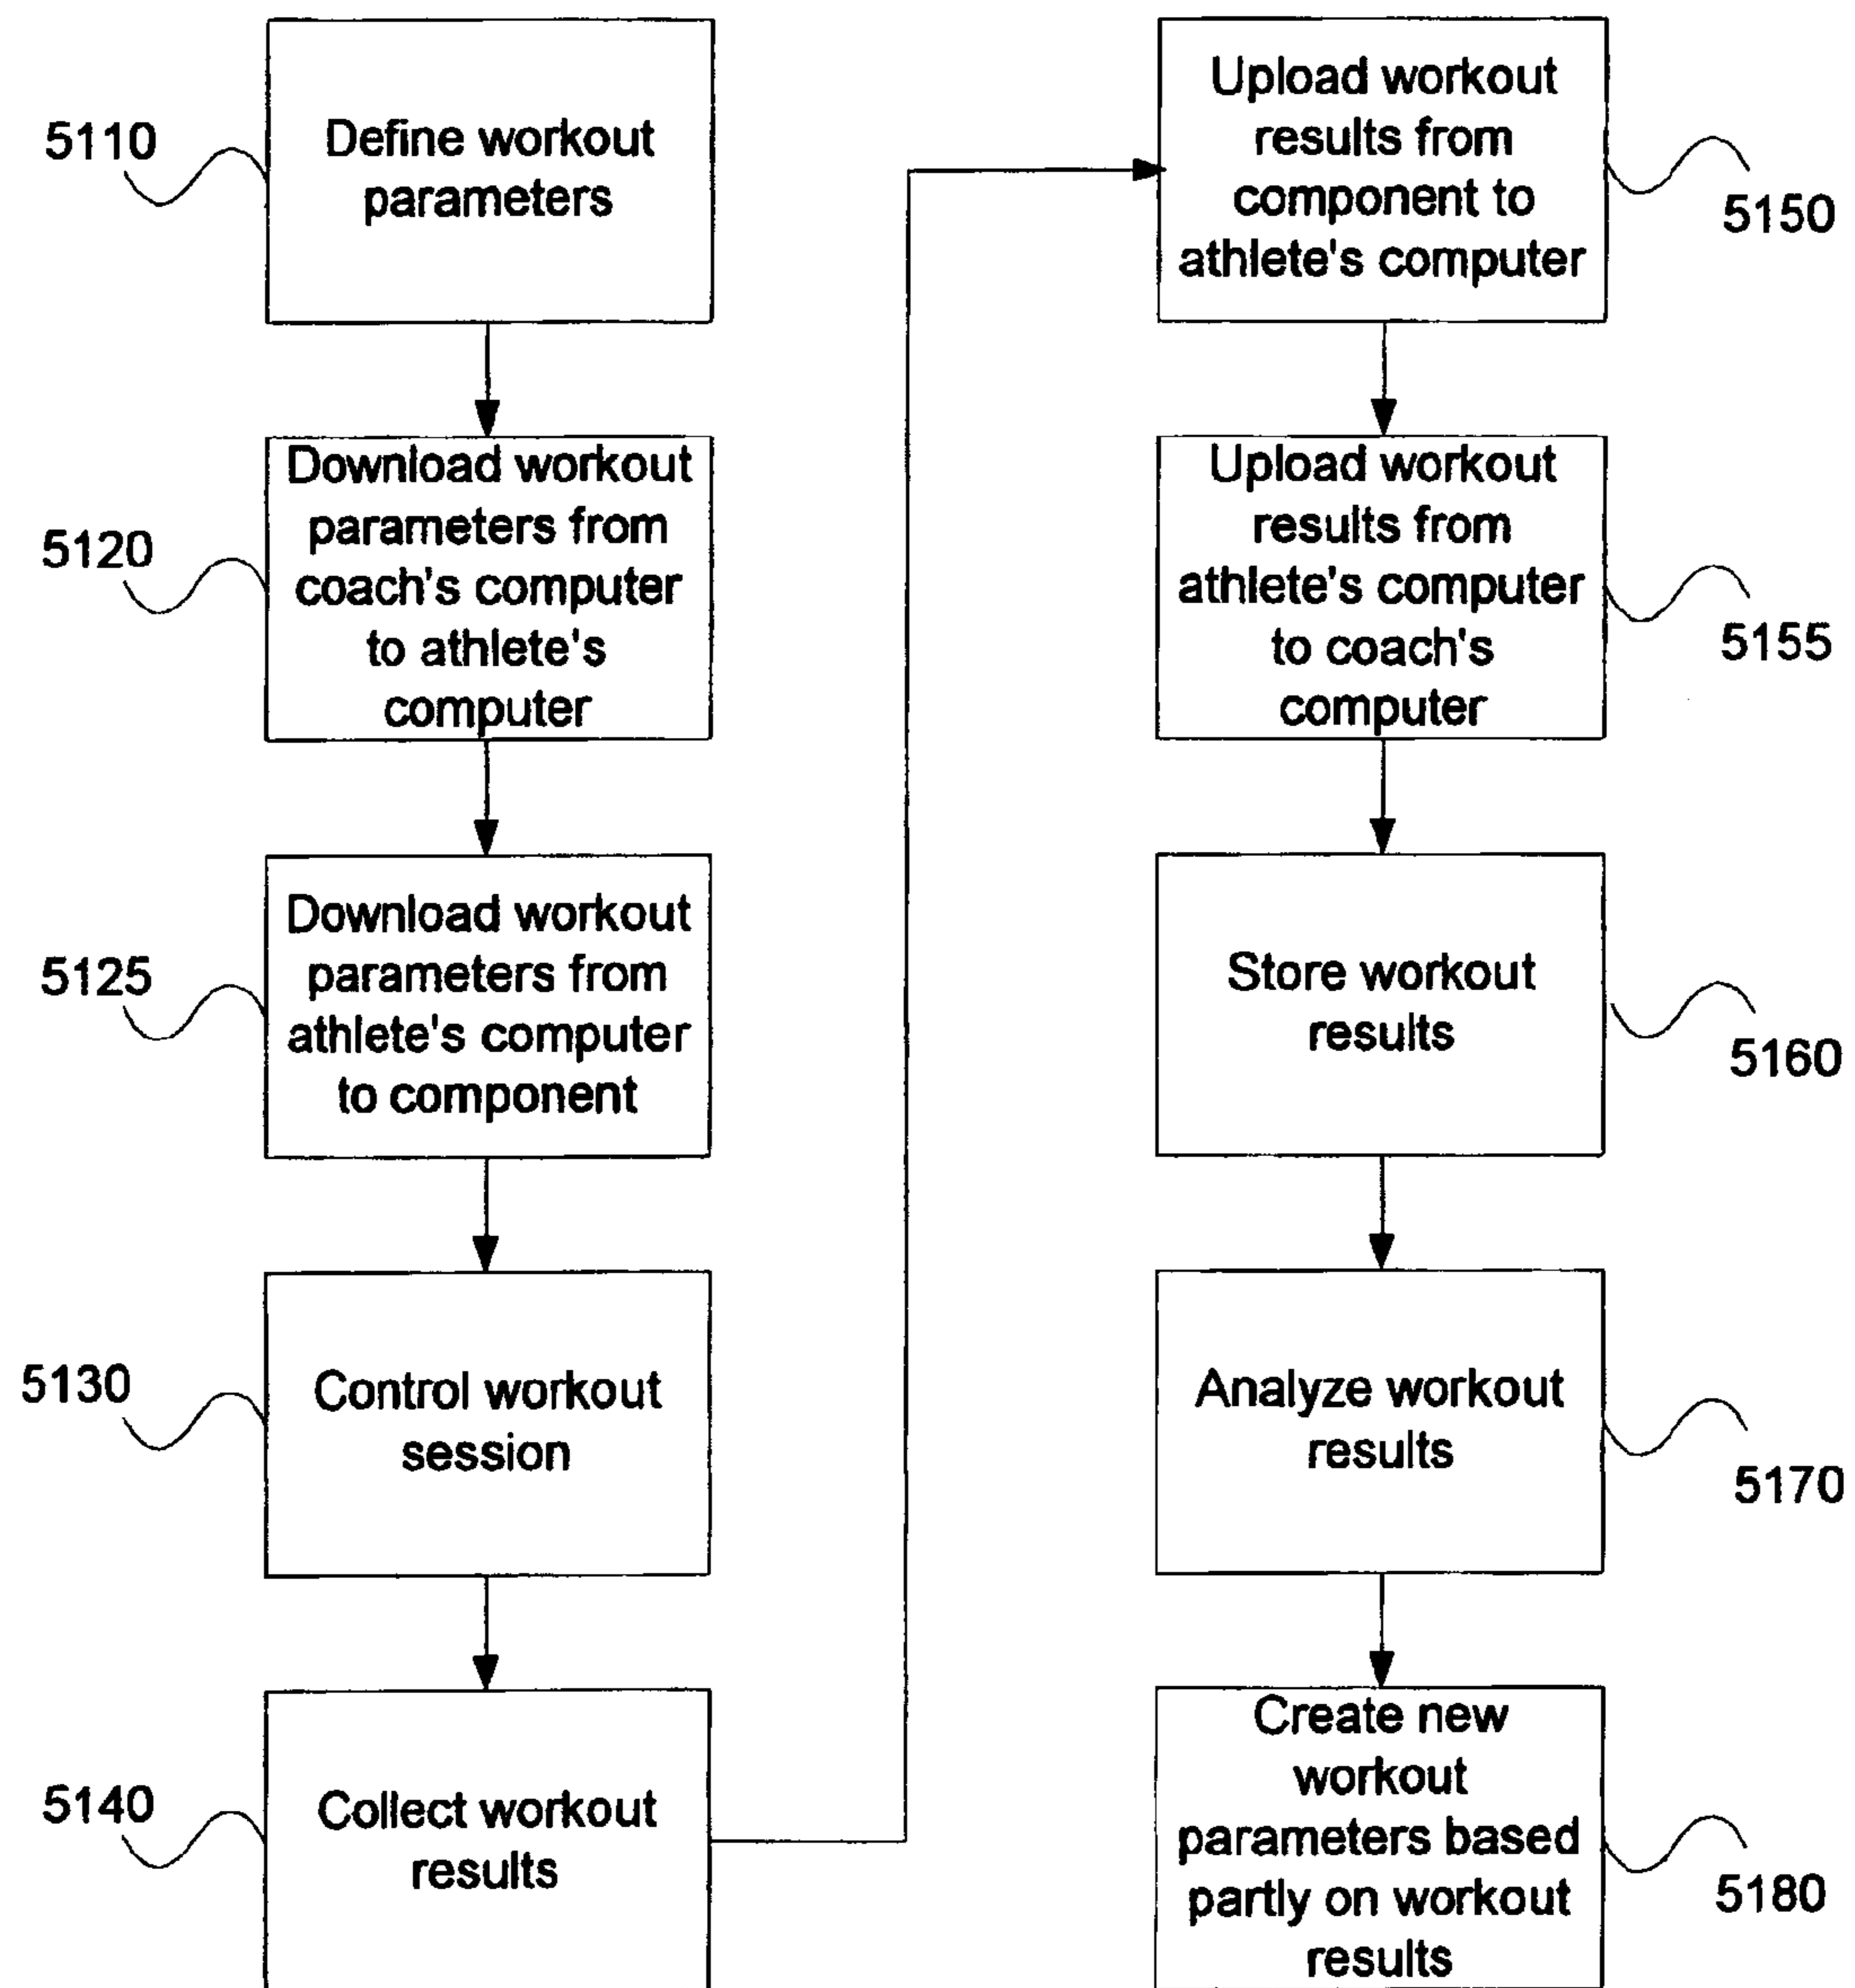 5110
Define workout
parameters
5120
Download workout
parameters from
coach's computer
to athlete's
computer
5125
Download workout
parameters from
athlete's computer
to component
5130
Control workout
session
5140
Collect workout
results
Upload workout
results from
component to
athlete's computer
5150
Upload workout
results from
athlete's computer
to coach's
computer
5155
Store workout
results
5160
Analyze workout
results
5170
Create new
workout
parameters based
partly on workout
results
5180